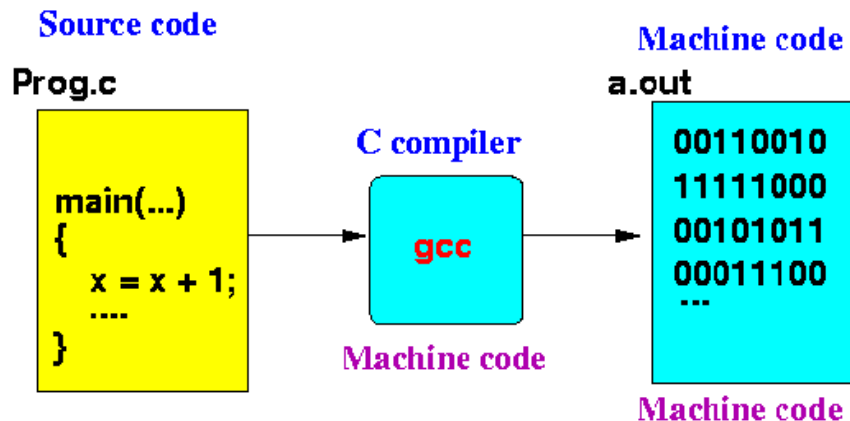 Source code
Prog.c
main(...)
{
x = x + 1;
....
}
C compiler
gcc
Machine code
Machine code
a.out
00110010
11111000
00101011
00011100
...
Machine code